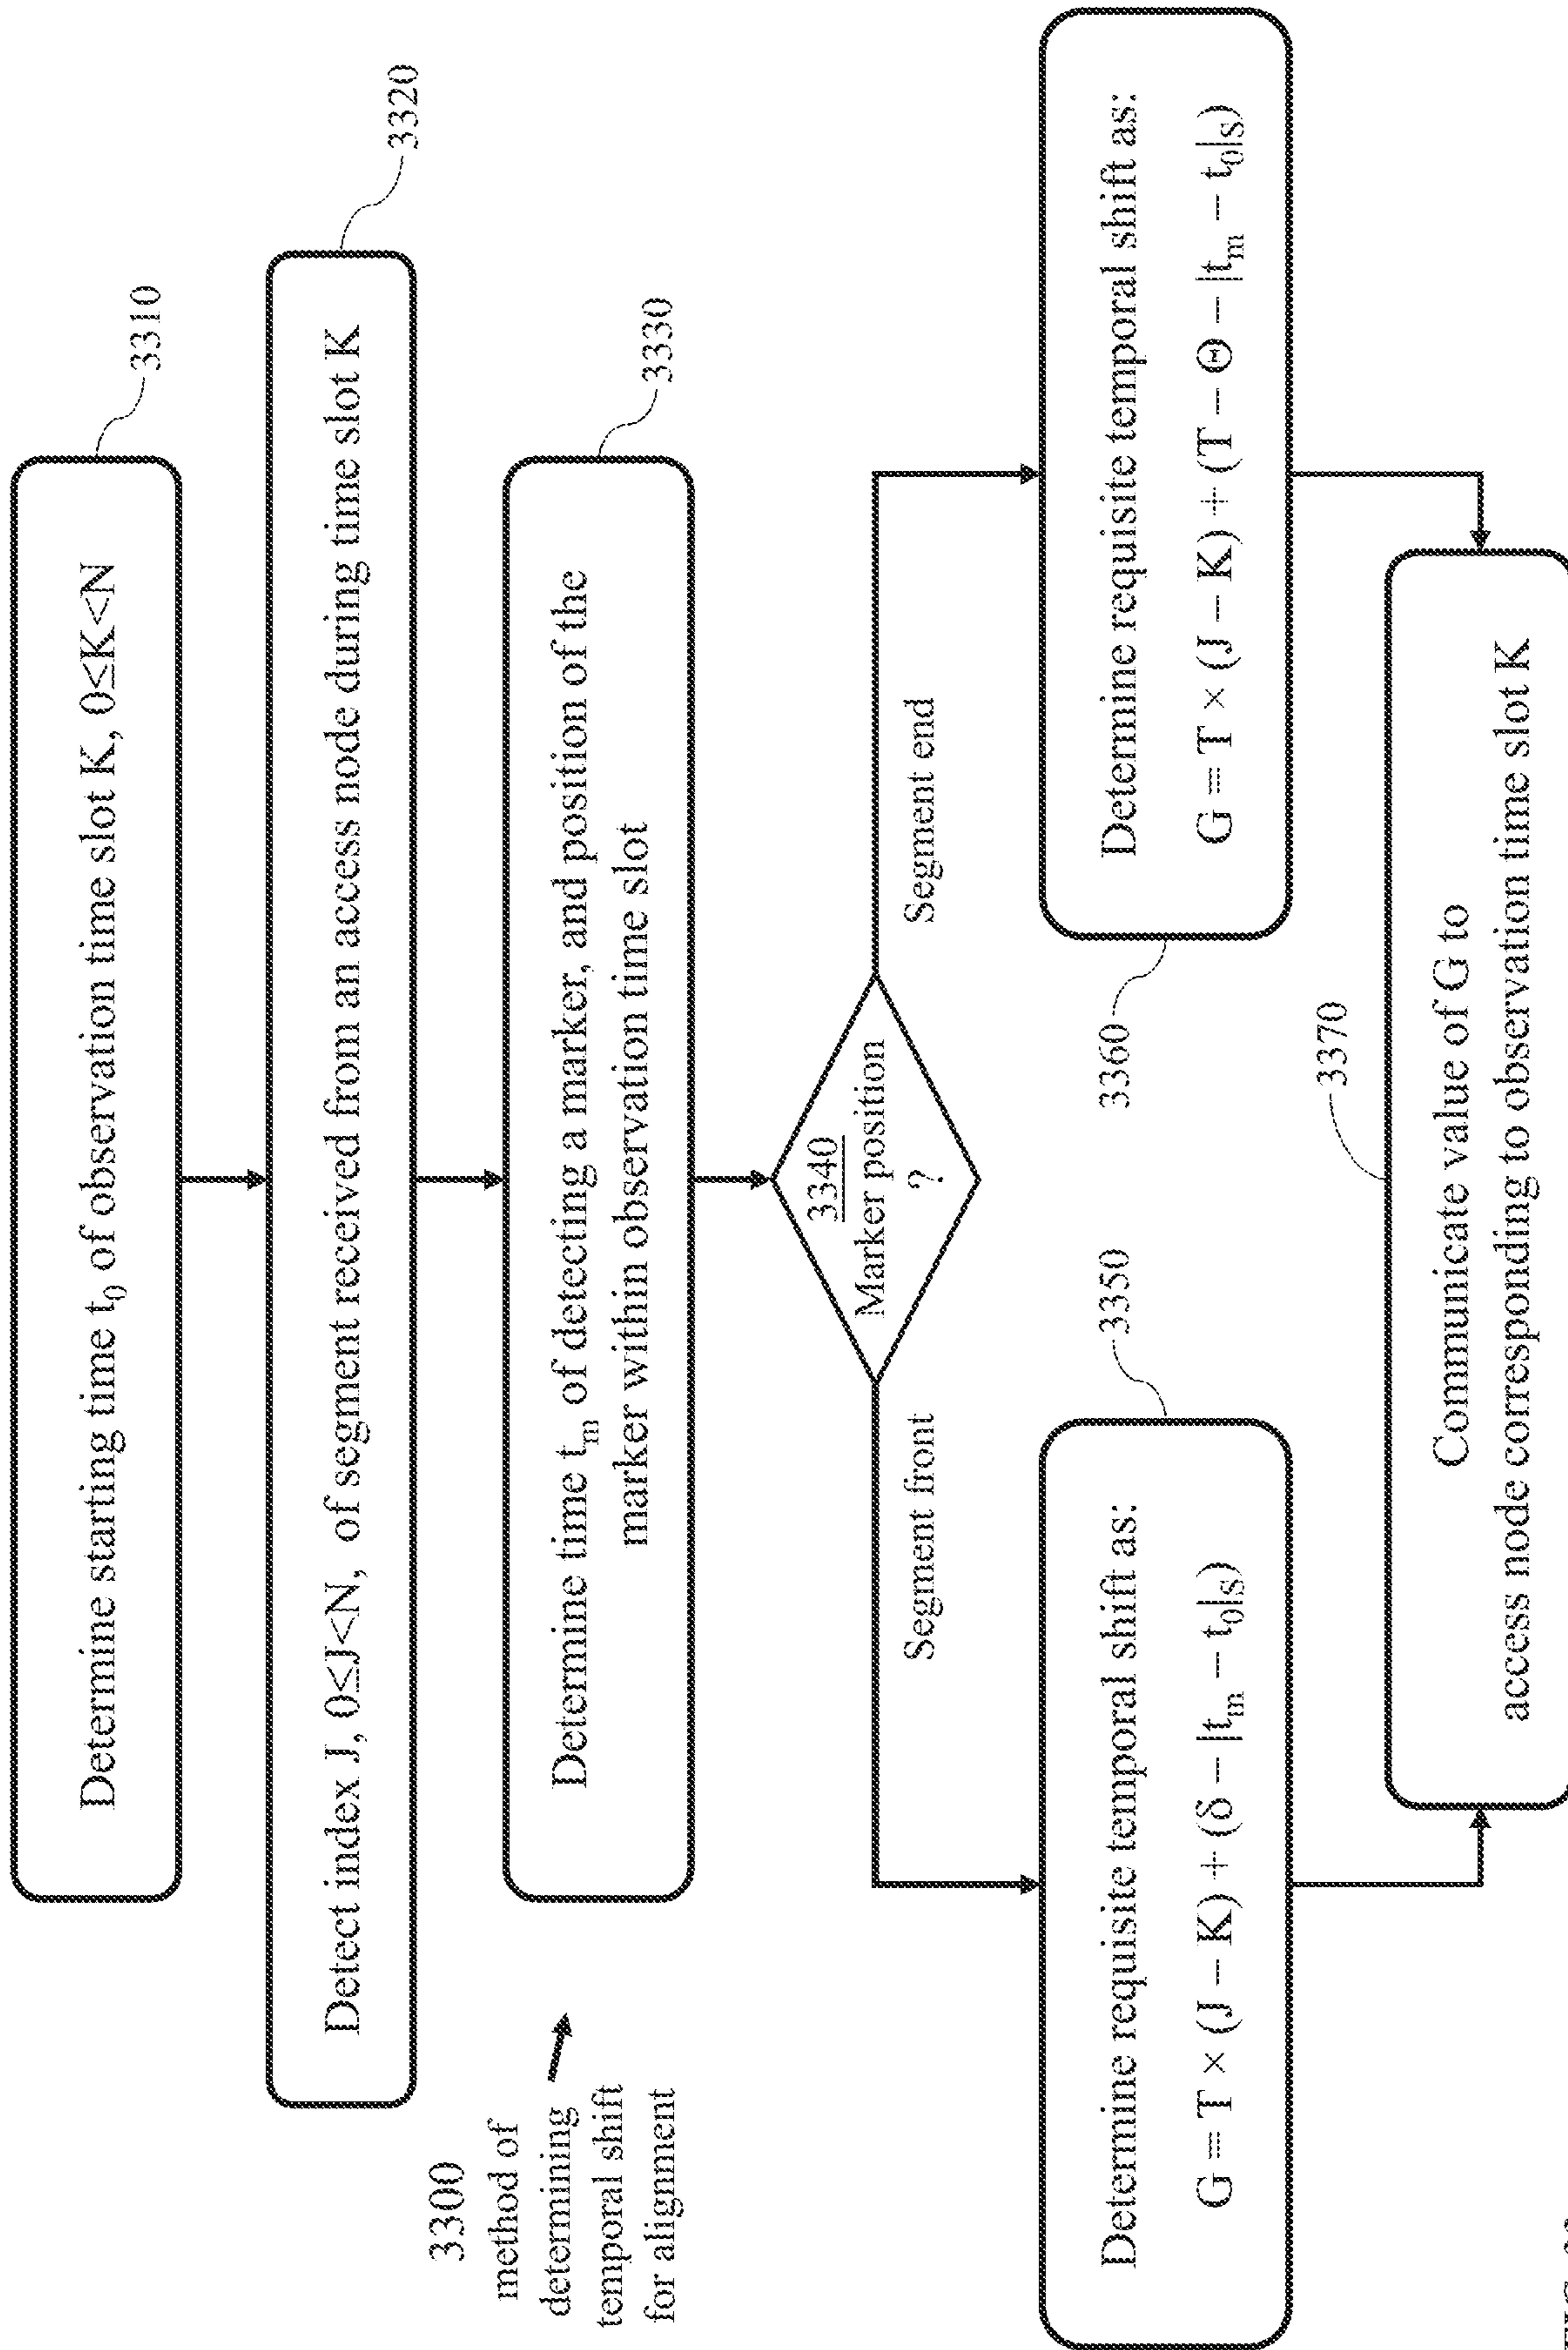 Determine starting time t₀ of observation time slot K, 0≤K<N
3310
Detect index J, 0≤J<N, of segment received from an access node during time slot K
3320
3300
method of
determining
temporal shift
for alignment
Determine time tₘ of detecting a marker, and position of the
marker within observation time slot
3330
3340
Marker position
?
Segment front
Segment end
3350
Determine requisite temporal shift as:
G = T × (J – K) + (δ – |tₘ – t₀|s)
3360
Determine requisite temporal shift as:
G = T × (J – K) + (T – Θ – |tₘ – t₀|s)
3370
Communicate value of G to
access node corresponding to observation time slot K